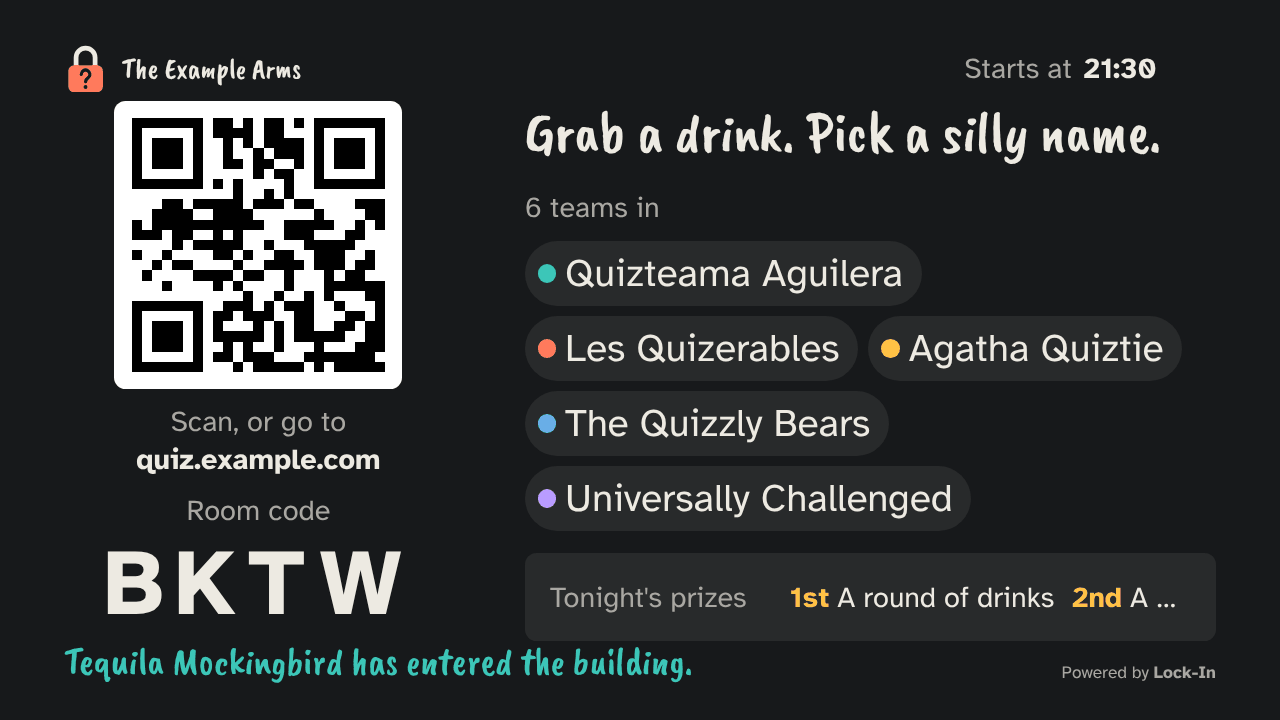 The Example Arms
Starts at 21:30
Scan, or go to
quiz.example.com
Room code
BKTW
Grab a drink. Pick a silly name.
6 teams in
Quizteama Aguilera
Les Quizerables
Agatha Quiztie
The Quizzly Bears
Universally Challenged
Tonight's prizes 1st A round of drinks 2nd A ...
Tequila Mockingbird has entered the building.
Powered by Lock-In